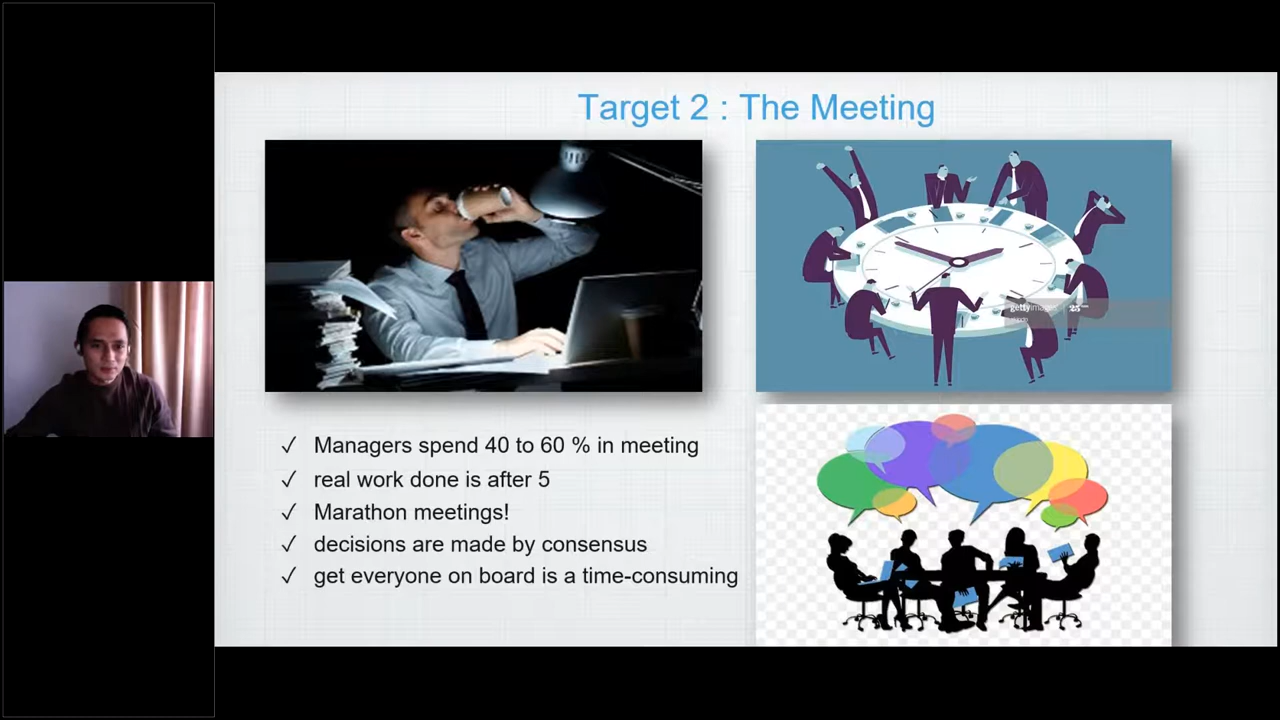 Target 2 : The Meeting
gettyimages
✓ Managers spend 40 to 60 % in meeting
✓ real work done is after 5
✓ Marathon meetings!
✓ decisions are made by consensus
✓ get everyone on board is a time-consuming